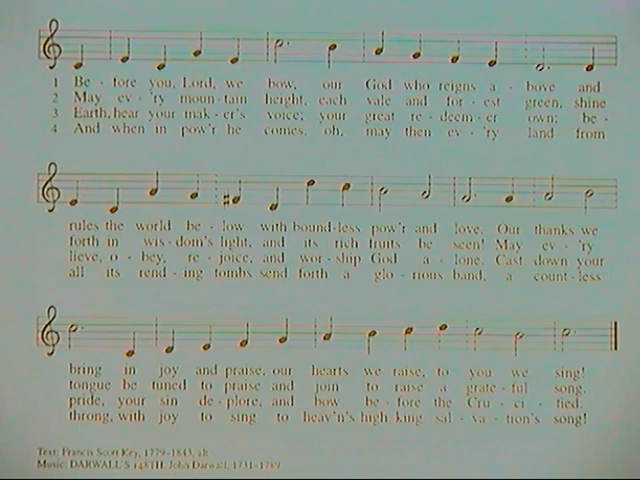 1 Be - fore you, Lord, we bow, our God who reigns a - bove and
2 May ev - 'ry moun - tain height, each vale and for - est green, shine
3 Earth, hear your mak - er's voice; your great re - deem - er own; be -
4 And when in pow'r he comes, oh, may then ev - 'ry land from
rules the world be - low with bound - less pow'r and love. Our thanks we
forth in wis - dom's light, and its rich fruits be seen! May ev - 'ry
lieve, o - bey, re - joice, and wor - ship God a - lone. Cast down your
all its rend - ing tombs send forth a glo - rious band, a count - less
bring in joy and praise, our hearts we raise, to you we sing!
tongue be tuned to praise and join to raise a grate - ful song.
pride, your sin de - plore, and bow be - fore the Cru - ci - fied.
throng, with joy to sing to heav'n's high king sal - va - tion's song!
Text: Francis Scott Key, 1779-1843, alt.
Music: DARWALL'S 148TH, John Darwall, 1731-1789